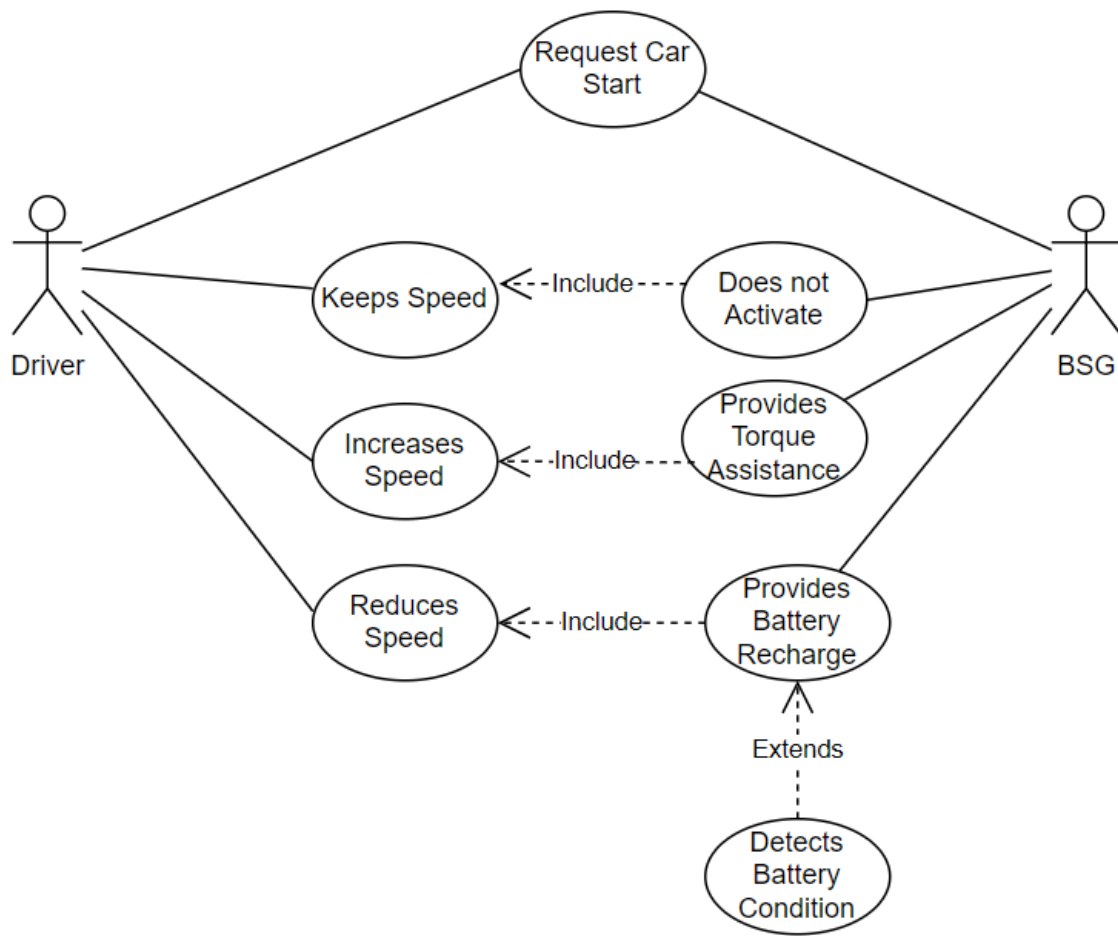 Request Car
Start
Driver
BSG
Keeps Speed
Include
Does not
Activate
Increases
Speed
Include
Provides
Torque
Assistance
Reduces
Speed
Include
Provides
Battery
Recharge
Extends
Detects
Battery
Condition